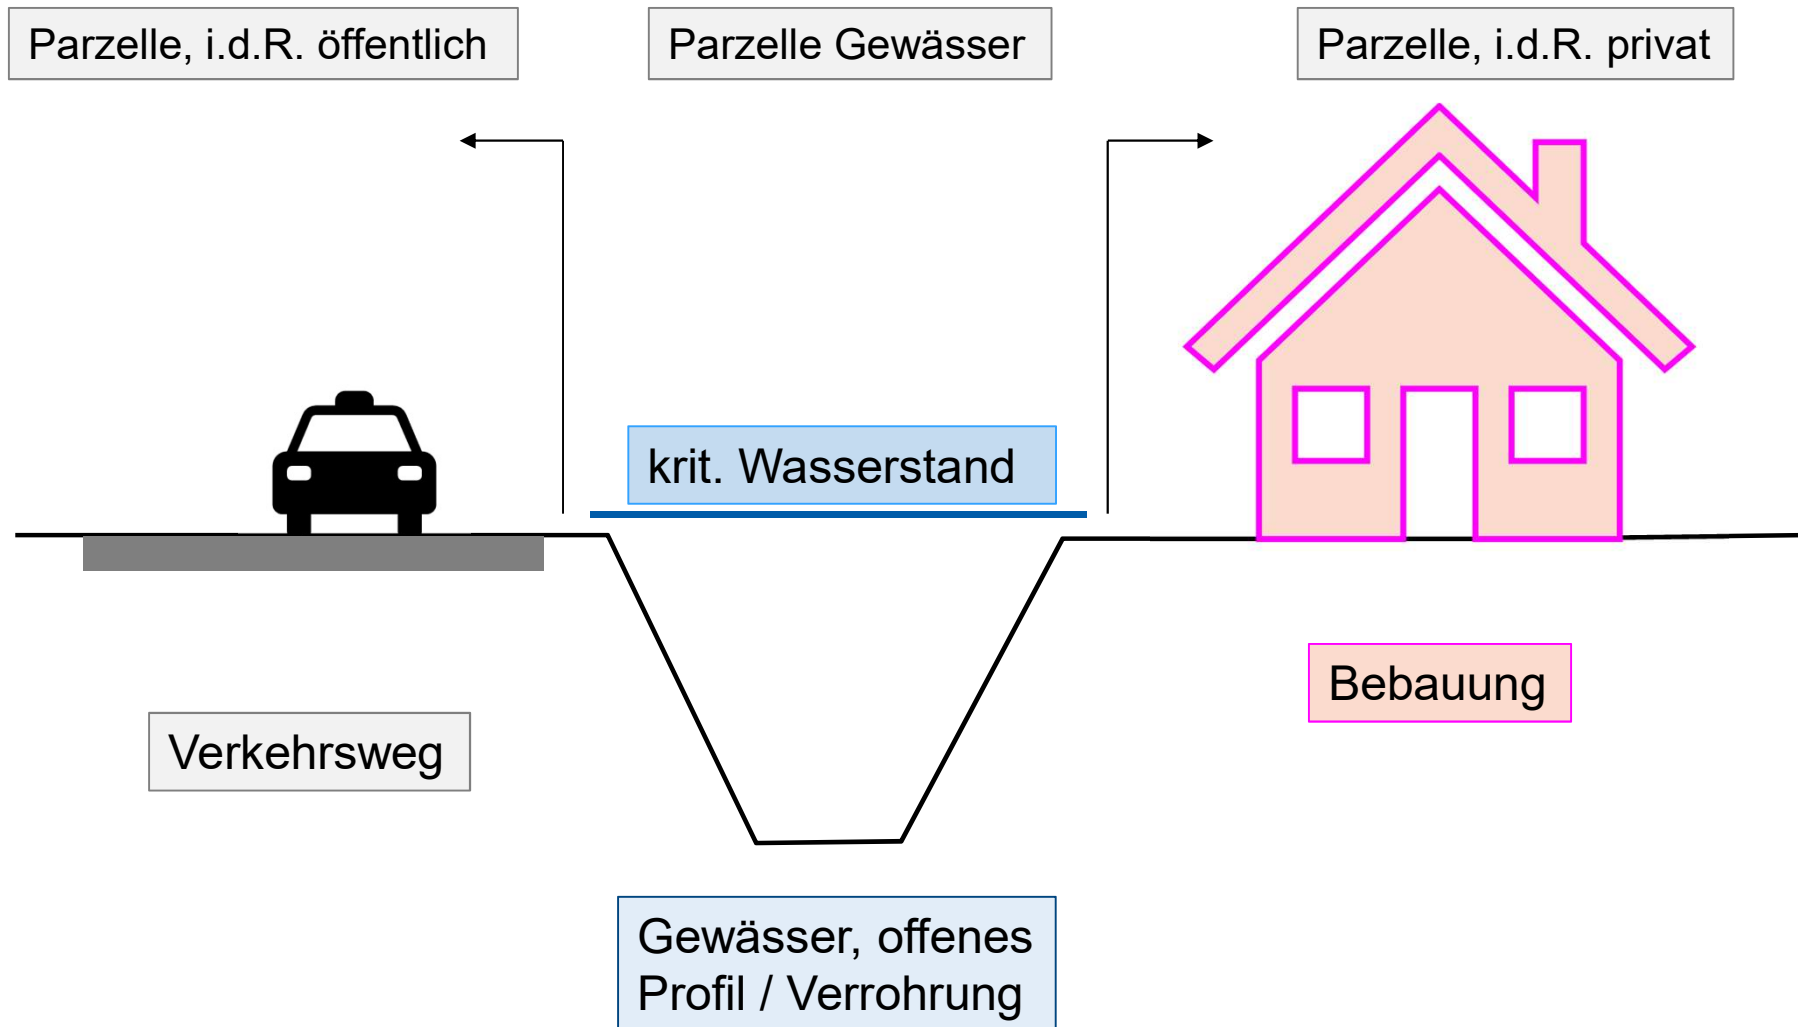 Parzelle, i.d.R. öffentlich
Parzelle Gewässer
Parzelle, i.d.R. privat
krit. Wasserstand
Bebauung
Verkehrsweg
Gewässer, offenes
Profil / Verrohrung